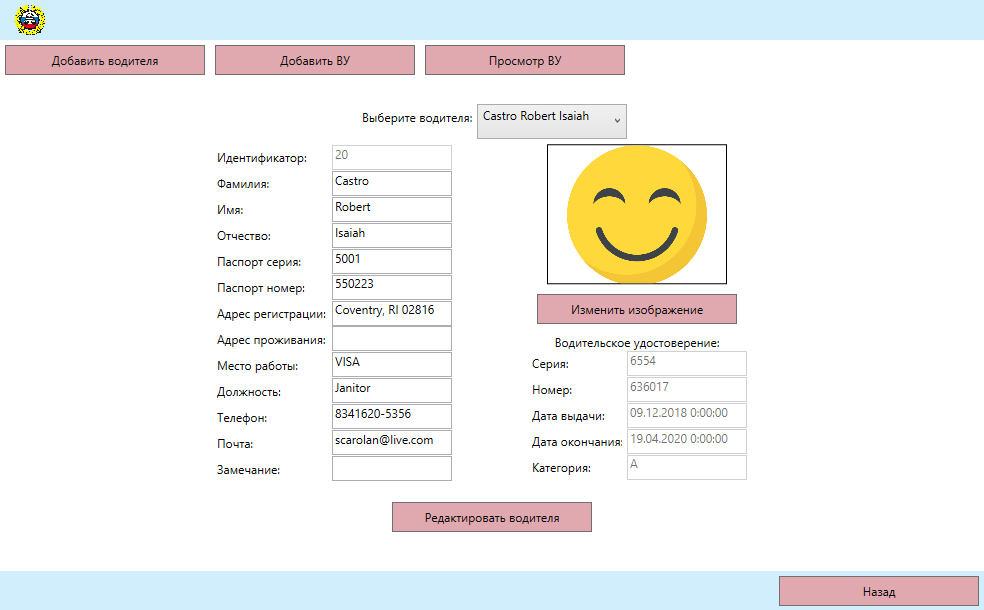 Добавить водителя
Добавить ВУ
Просмотр ВУ
Выберите водителя: Castro Robert Isaiah
Идентификатор: 20
Фамилия: Castro
Имя: Robert
Отчество: Isaiah
Паспорт серия: 5001
Паспорт номер: 550223
Адрес регистрации: Coventry, RI 02816
Адрес проживания:
Место работы: VISA
Должность: Janitor
Телефон: 8341620-5356
Почта: scarolan@live.com
Замечание:
Изменить изображение
Водительское удостоверение:
Серия: 6554
Номер: 636017
Дата выдачи: 09.12.2018 0:00:00
Дата окончания: 19.04.2020 0:00:00
Категория: A
Редактировать водителя
Назад